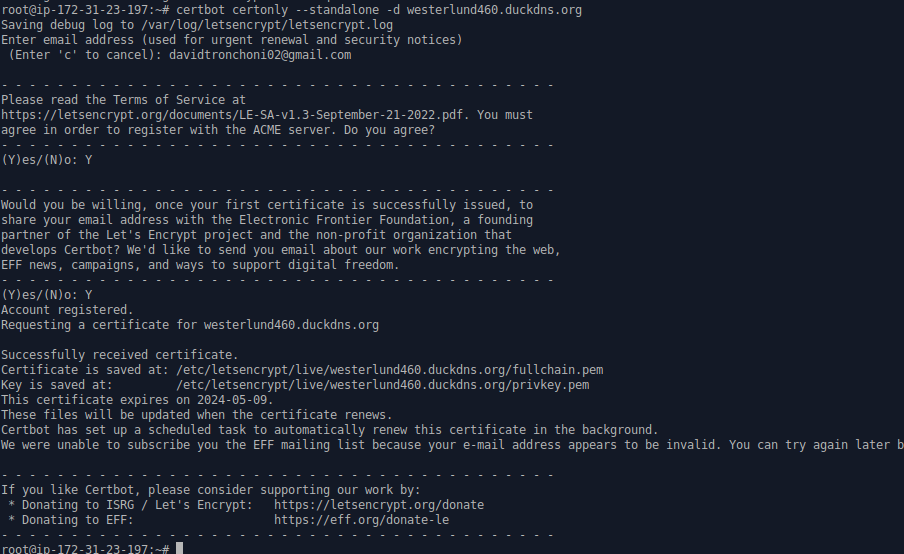 root@ip-172-31-23-197:~# certbot certonly --standalone -d westerlund460.duckdns.org
Saving debug log to /var/log/letsencrypt/letsencrypt.log
Enter email address (used for urgent renewal and security notices)
 (Enter 'c' to cancel): davidtronchoni02@gmail.com

- - - - - - - - - - - - - - - - - - - - - - - - - - - - - - - - - - - - - - - -
Please read the Terms of Service at
https://letsencrypt.org/documents/LE-SA-v1.3-September-21-2022.pdf. You must
agree in order to register with the ACME server. Do you agree?
- - - - - - - - - - - - - - - - - - - - - - - - - - - - - - - - - - - - - - - -
(Y)es/(N)o: Y

- - - - - - - - - - - - - - - - - - - - - - - - - - - - - - - - - - - - - - - -
Would you be willing, once your first certificate is successfully issued, to
share your email address with the Electronic Frontier Foundation, a founding
partner of the Let's Encrypt project and the non-profit organization that
develops Certbot? We'd like to send you email about our work encrypting the web,
EFF news, campaigns, and ways to support digital freedom.
- - - - - - - - - - - - - - - - - - - - - - - - - - - - - - - - - - - - - - - -
(Y)es/(N)o: Y
Account registered.
Requesting a certificate for westerlund460.duckdns.org

Successfully received certificate.
Certificate is saved at: /etc/letsencrypt/live/westerlund460.duckdns.org/fullchain.pem
Key is saved at:         /etc/letsencrypt/live/westerlund460.duckdns.org/privkey.pem
This certificate expires on 2024-05-09.
These files will be updated when the certificate renews.
Certbot has set up a scheduled task to automatically renew this certificate in the background.
We were unable to subscribe you the EFF mailing list because your e-mail address appears to be invalid. You can try again later b

- - - - - - - - - - - - - - - - - - - - - - - - - - - - - - - - - - - - - - - -
If you like Certbot, please consider supporting our work by:
 * Donating to ISRG / Let's Encrypt:   https://letsencrypt.org/donate
 * Donating to EFF:                    https://eff.org/donate-le
- - - - - - - - - - - - - - - - - - - - - - - - - - - - - - - - - - - - - - - -
root@ip-172-31-23-197:~#